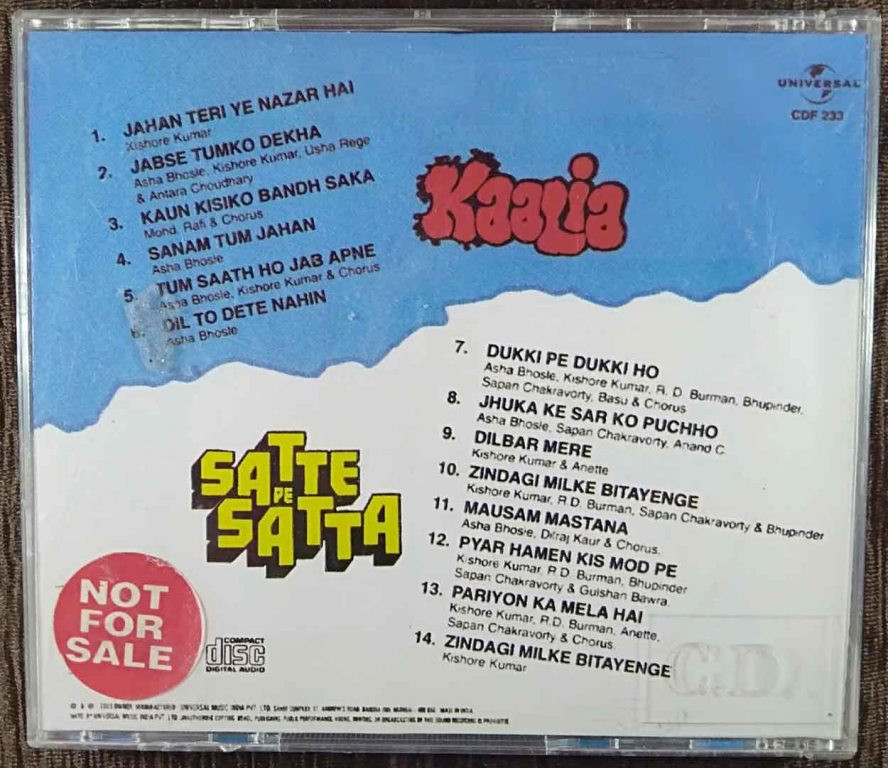 UNIVERSAL
CDF 233
1. JAHAN TERI YE NAZAR HAI
Kishore Kumar
2. JABSE TUMKO DEKHA
Asha Bhosle, Kishore Kumar, Usha Rege
& Antara Choudhary
3. KAUN KISIKO BANDH SAKA
Mohd. Rafi & Chorus
4. SANAM TUM JAHAN
Asha Bhosle
5. TUM SAATH HO JAB APNE
Asha Bhosle, Kishore Kumar & Chorus
6. DIL TO DETE NAHIN
Asha Bhosle
Kaalia
7. DUKKI PE DUKKI HO
Asha Bhosle, Kishore Kumar, R. D. Burman, Bhupinder,
Sapan Chakravorty, Basu & Chorus
8. JHUKA KE SAR KO PUCHHO
Asha Bhosle, Sapan Chakravorty, Anand C.
9. DILBAR MERE
Kishore Kumar & Anette
10. ZINDAGI MILKE BITAYENGE
Kishore Kumar, R.D. Burman, Sapan Chakravorty & Bhupinder
11. MAUSAM MASTANA
Asha Bhosle, Dilraj Kaur & Chorus.
12. PYAR HAMEN KIS MOD PE
Kishore Kumar, R.D. Burman, Bhupinder
Sapan Chakravorty & Gulshan Bawra.
13. PARIYON KA MELA HAI
Kishore Kumar, R.D. Burman, Anette,
Sapan Chakravorty & Chorus.
14. ZINDAGI MILKE BITAYENGE
Kishore Kumar
SATTE
PE
SATTA
NOT
FOR
SALE
COMPACT
disc
DIGITAL AUDIO
C.D.